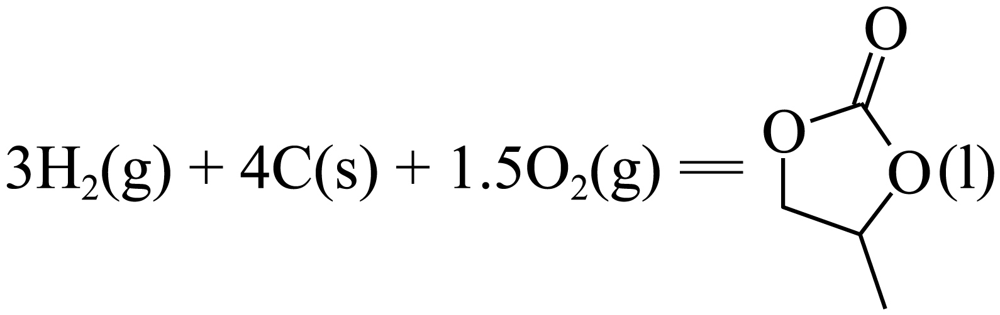 O
O
3H₂(g) + 4C(s) + 1.5O₂(g) = O(l)